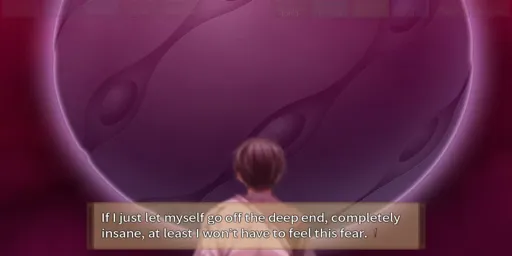 If I just let myself go off the deep end, completely
insane, at least I won't have to feel this fear.